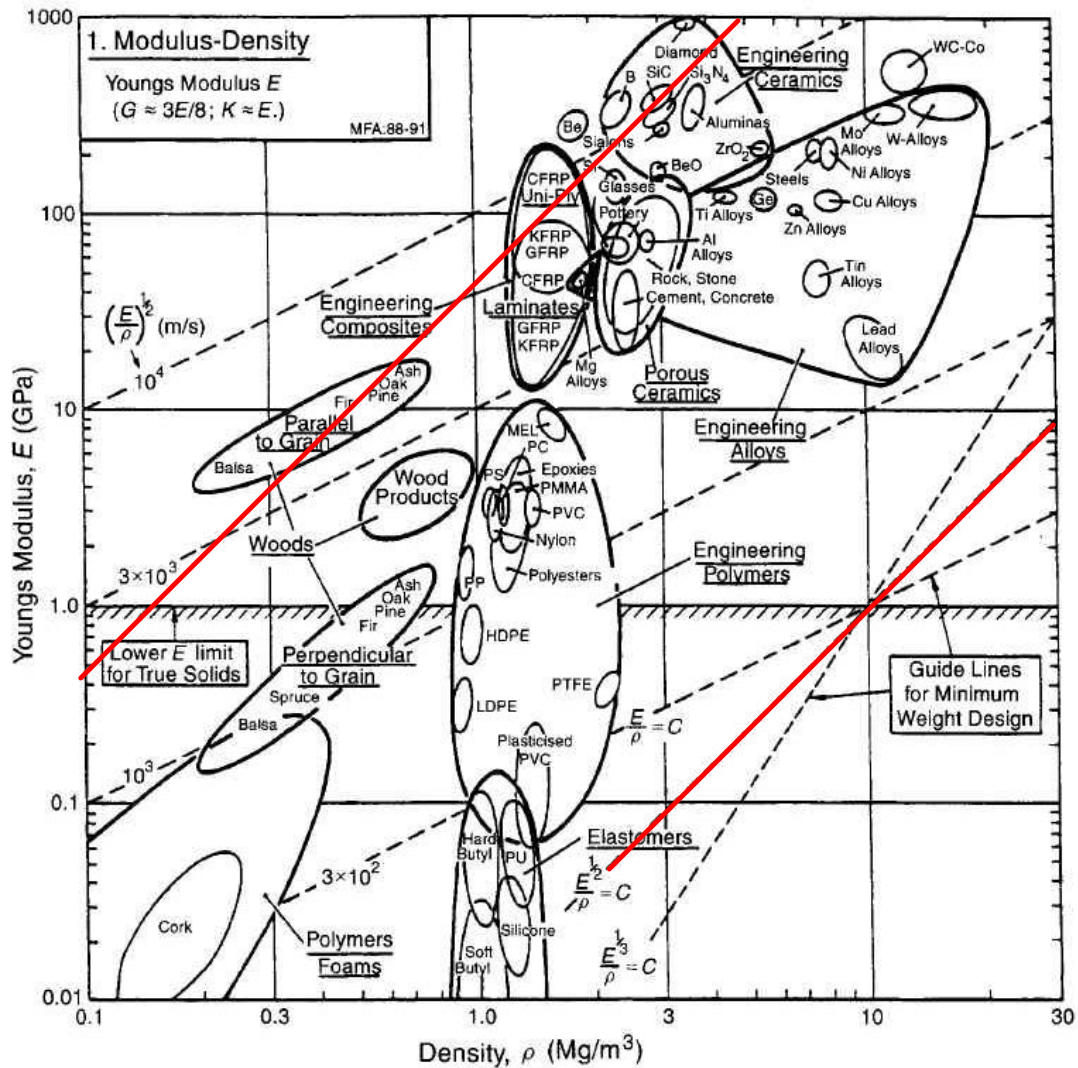 1. Modulus-Density
Youngs Modulus E
(G ≈ 3E/8; K ≈ E.)
MFA:88-91
Youngs Modulus, E (GPa)
1000
100
10
1.0
0.1
0.01
Density, ρ (Mg/m³)
0.1
0.3
1.0
3
10
30
Diamond
B
SiC
Si₃N₄
Engineering
Ceramics
WC-Co
Be
Sialons
Aluminas
ZrO₂
BeO
Mo
Alloys
W-Alloys
Steels
Ni Alloys
CFRP
Uni-Ply
Glasses
Pottery
Ti Alloys
Ge
Cu Alloys
Zn Alloys
KFRP
GFRP
Al
Alloys
CFRP
Laminates
Rock, Stone
Cement, Concrete
Tin
Alloys
Engineering
Composites
GFRP
KFRP
Mg
Alloys
Porous
Ceramics
Lead
Alloys
(E/ρ)^½ (m/s)
10⁴
Ash
Oak
Pine
Fir
Parallel
to Grain
Balsa
Engineering
Alloys
MEL
PC
Epoxies
PS
PMMA
PVC
Nylon
Polyesters
Wood
Products
Woods
3×10³
PP
Engineering
Polymers
Ash
Oak
Pine
Fir
Lower E limit
for True Solids
Perpendicular
to Grain
HDPE
Spruce
Balsa
LDPE
PTFE
Plasticised
PVC
E/ρ = C
Guide Lines
for Minimum
Weight Design
10³
3×10²
Hard
Butyl
PU
Elastomers
E^½/ρ = C
E^⅓/ρ = C
Cork
Polymers
Foams
Silicone
Soft
Butyl